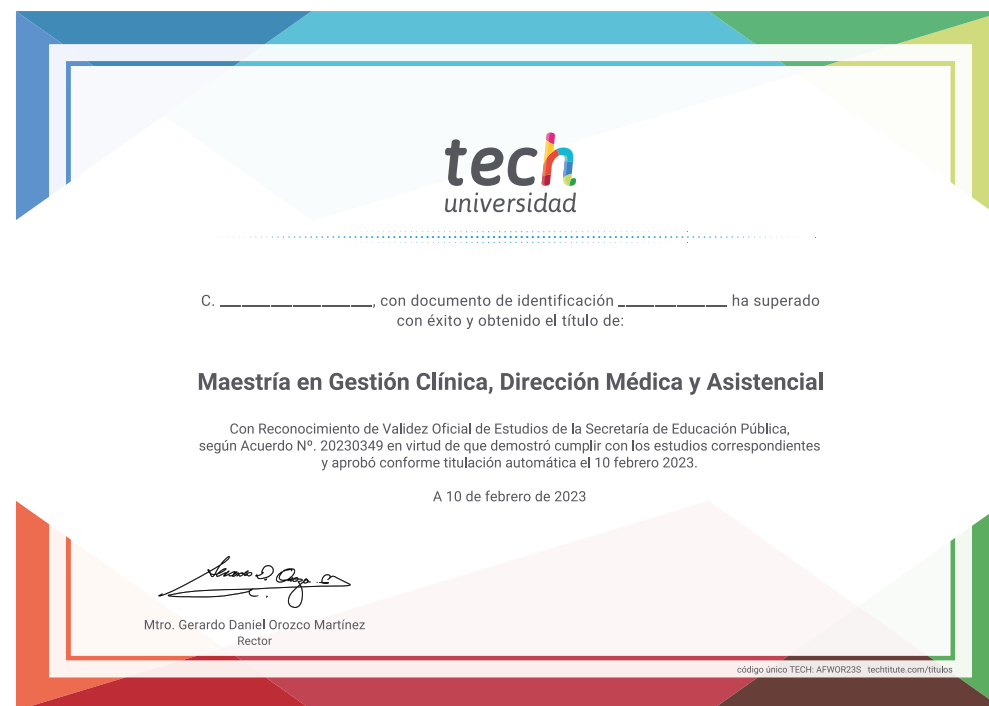 tech
universidad
C. __________________, con documento de identificación _____________ ha superado
con éxito y obtenido el título de:
Maestría en Gestión Clínica, Dirección Médica y Asistencial
Con Reconocimiento de Validez Oficial de Estudios de la Secretaría de Educación Pública,
según Acuerdo Nº. 20230349 en virtud de que demostró cumplir con los estudios correspondientes
y aprobó conforme titulación automática el 10 febrero 2023.
A 10 de febrero de 2023
Mtro. Gerardo Daniel Orozco Martínez
Rector
código único TECH: AFWOR23S techtitute.com/titulos